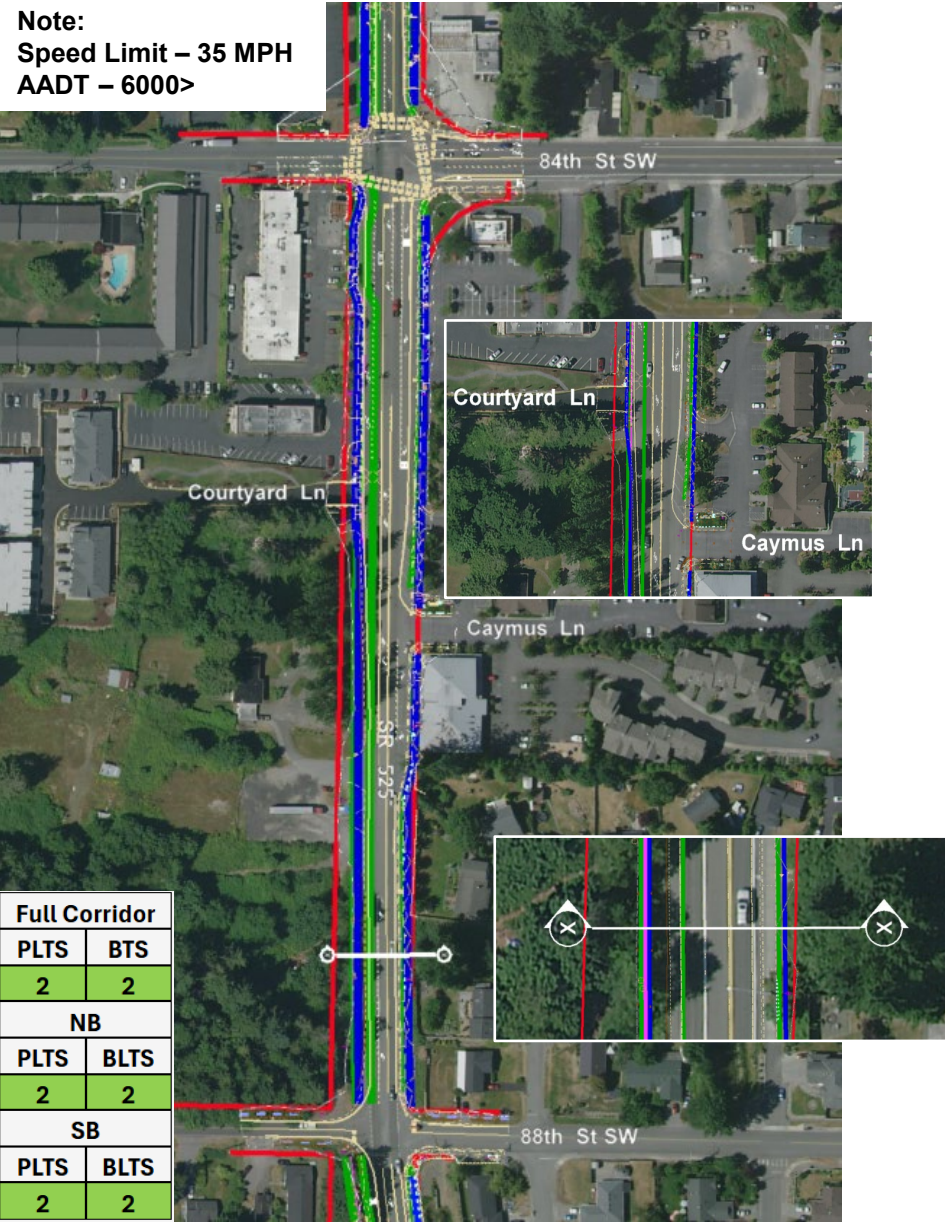 Note:
Speed Limit – 35 MPH
AADT – 6000>
84th St SW
Courtyard Ln
Caymus Ln
Courtyard Ln
Caymus Ln
SR 525
Full Corridor
PLTS BTS
2 2
NB
PLTS BLTS
2 2
SB
PLTS BLTS
2 2
X X
88th St SW